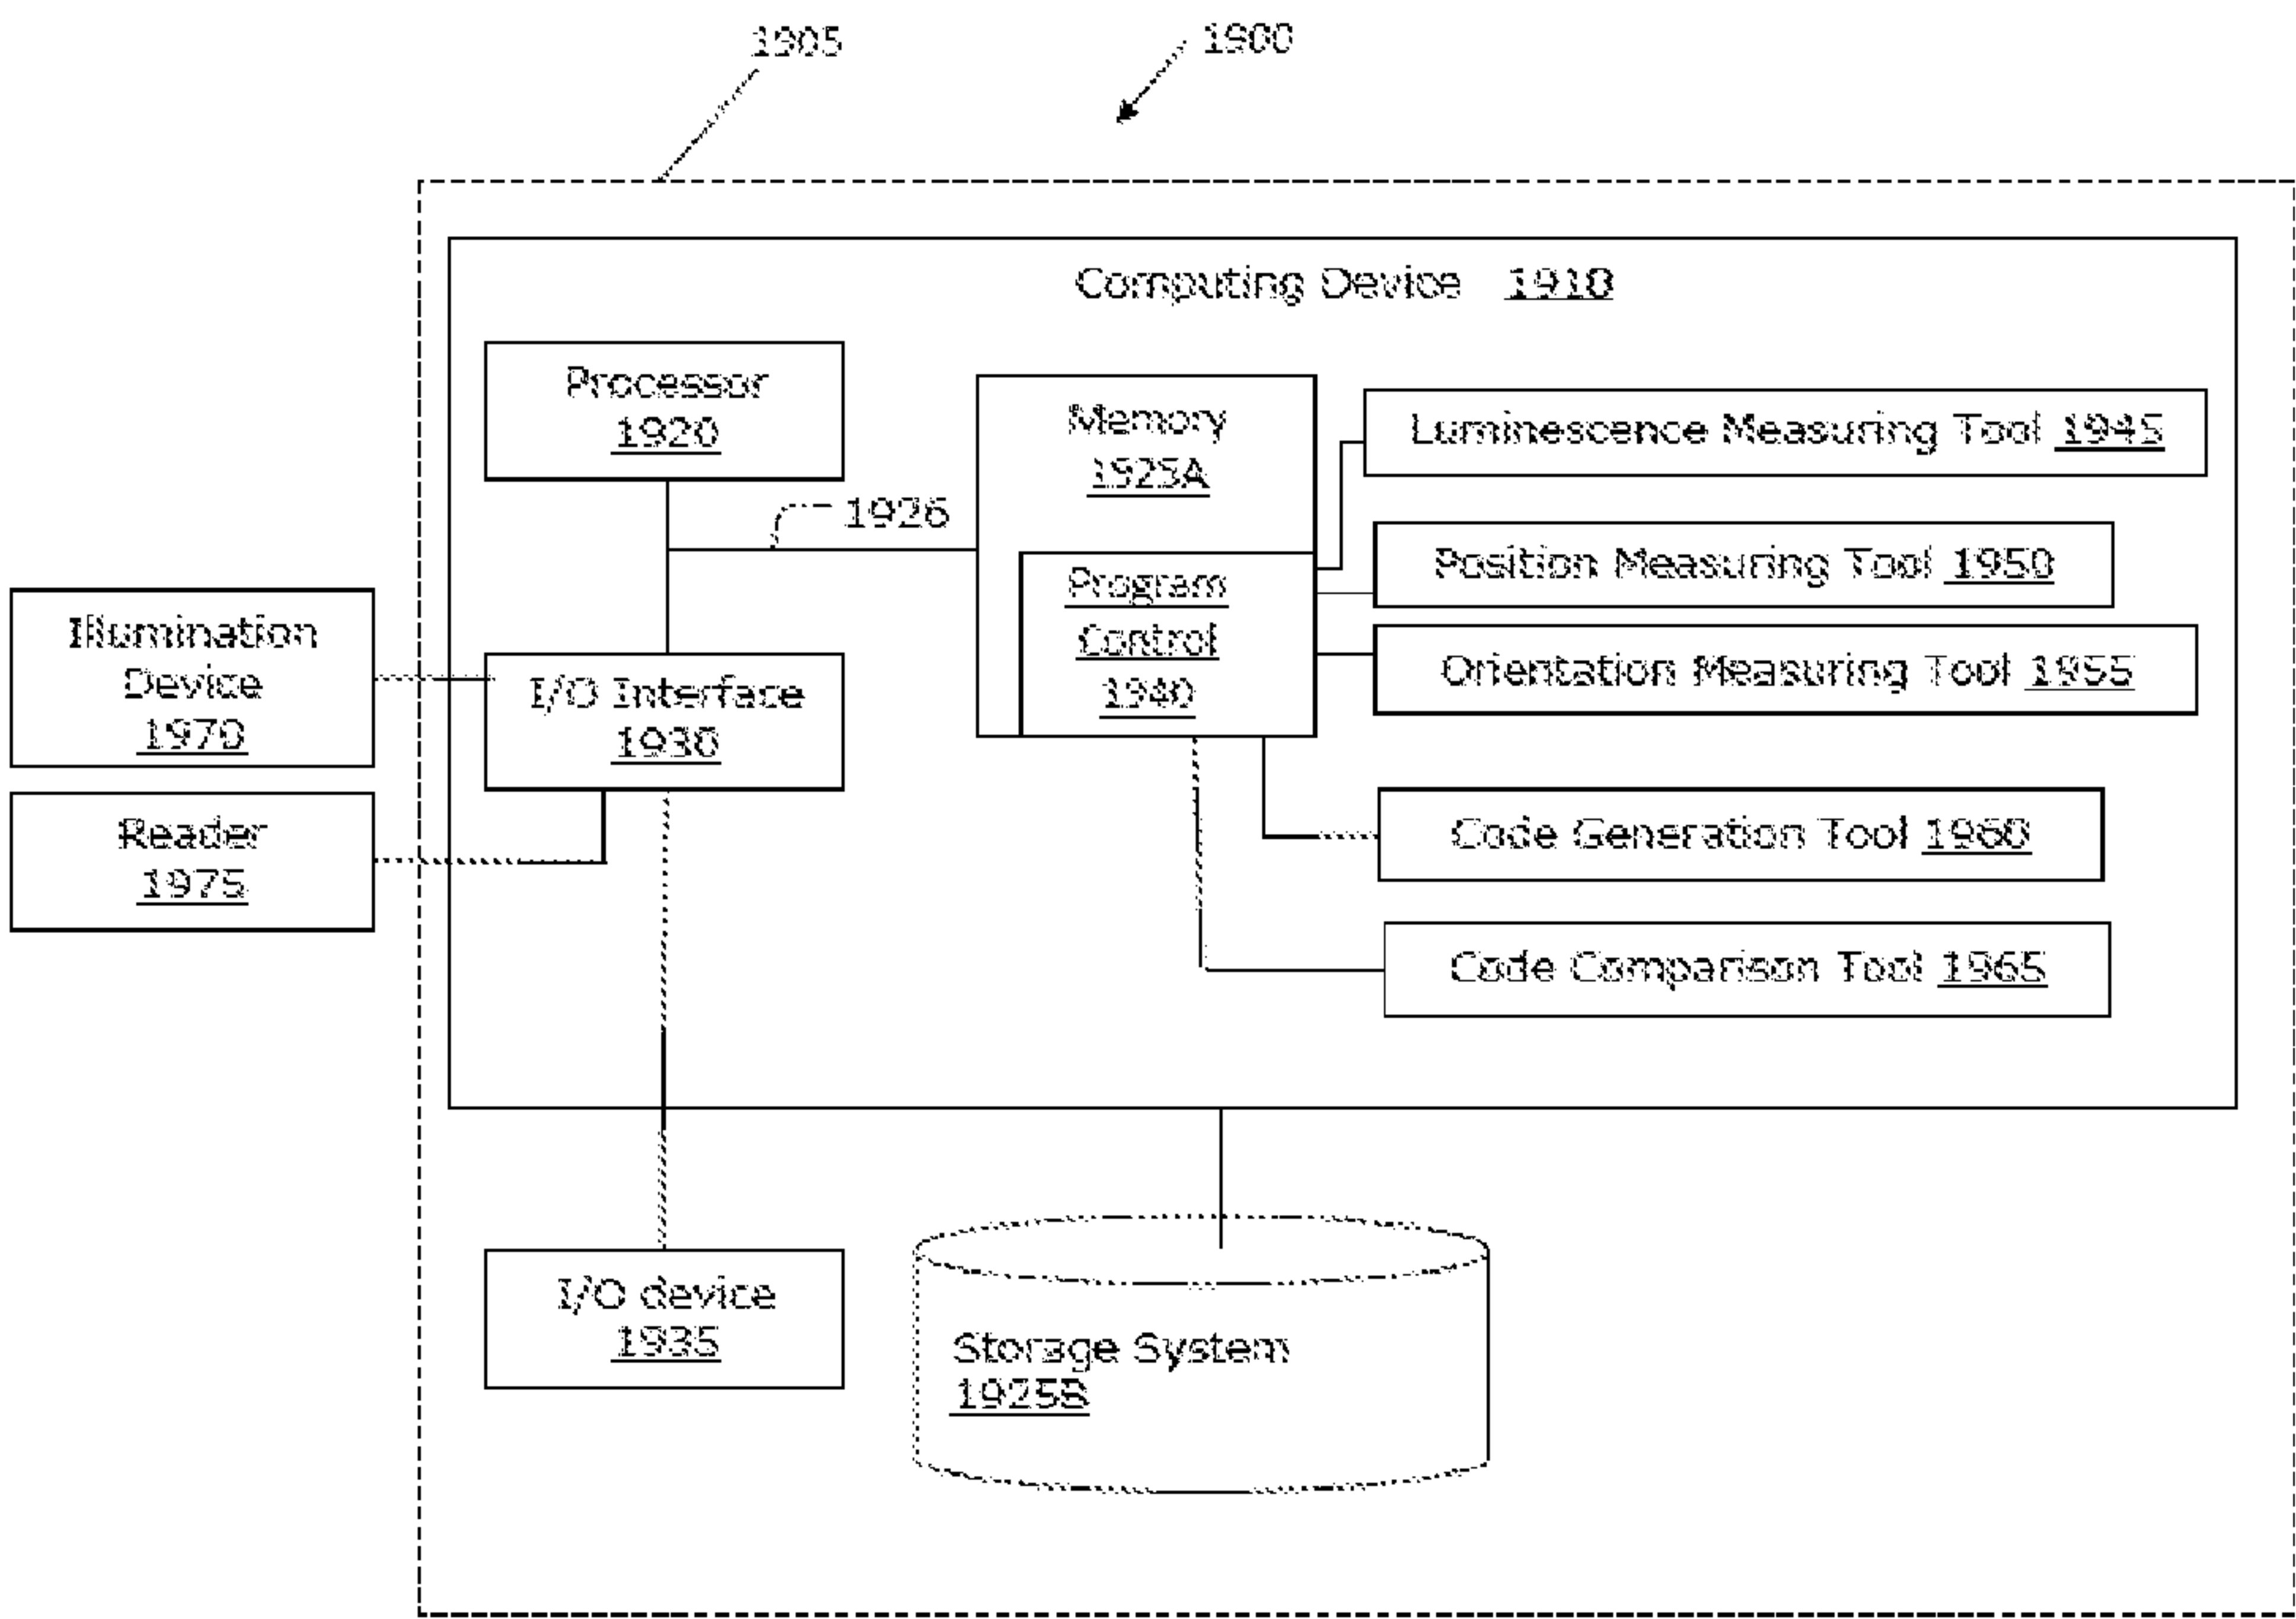 1905
1900
Computing Device 1910
Processor
1920
Memory
1925A
Luminescence Measuring Tool 1945
1926
Position Measuring Tool 1950
Program
Control
1940
Illumination
Device
1970
I/O Interface
1930
Orientation Measuring Tool 1955
Reader
1975
Code Generation Tool 1960
Code Comparison Tool 1965
I/O device
1935
Storage System
1925B